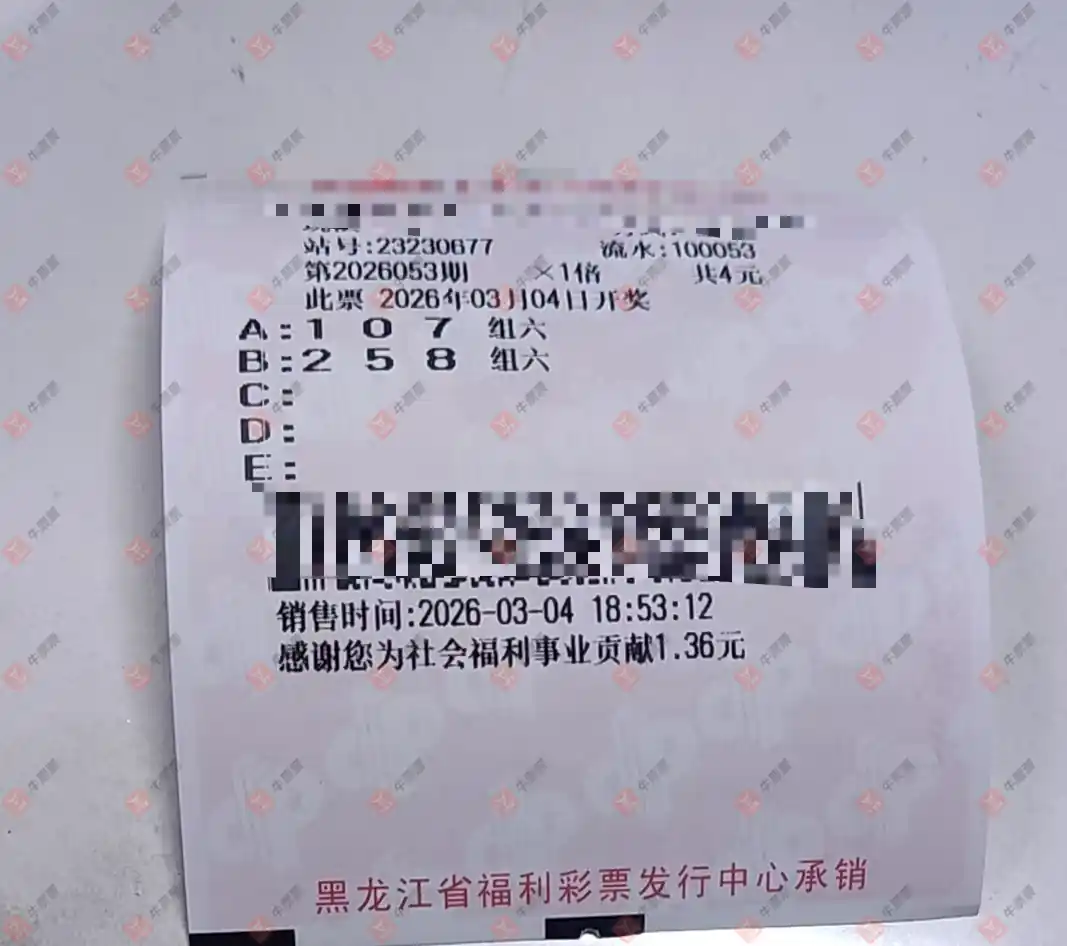 站号:23230677 流水:100053
第2026053期 ×1倍 共4元
此票 2026年03月04日开奖
A:1 0 7 组六
B:2 5 8 组六
C:
D:
E:
销售时间:2026-03-04 18:53:12
感谢您为社会福利事业贡献1.36元
黑龙江省福利彩票发行中心承销